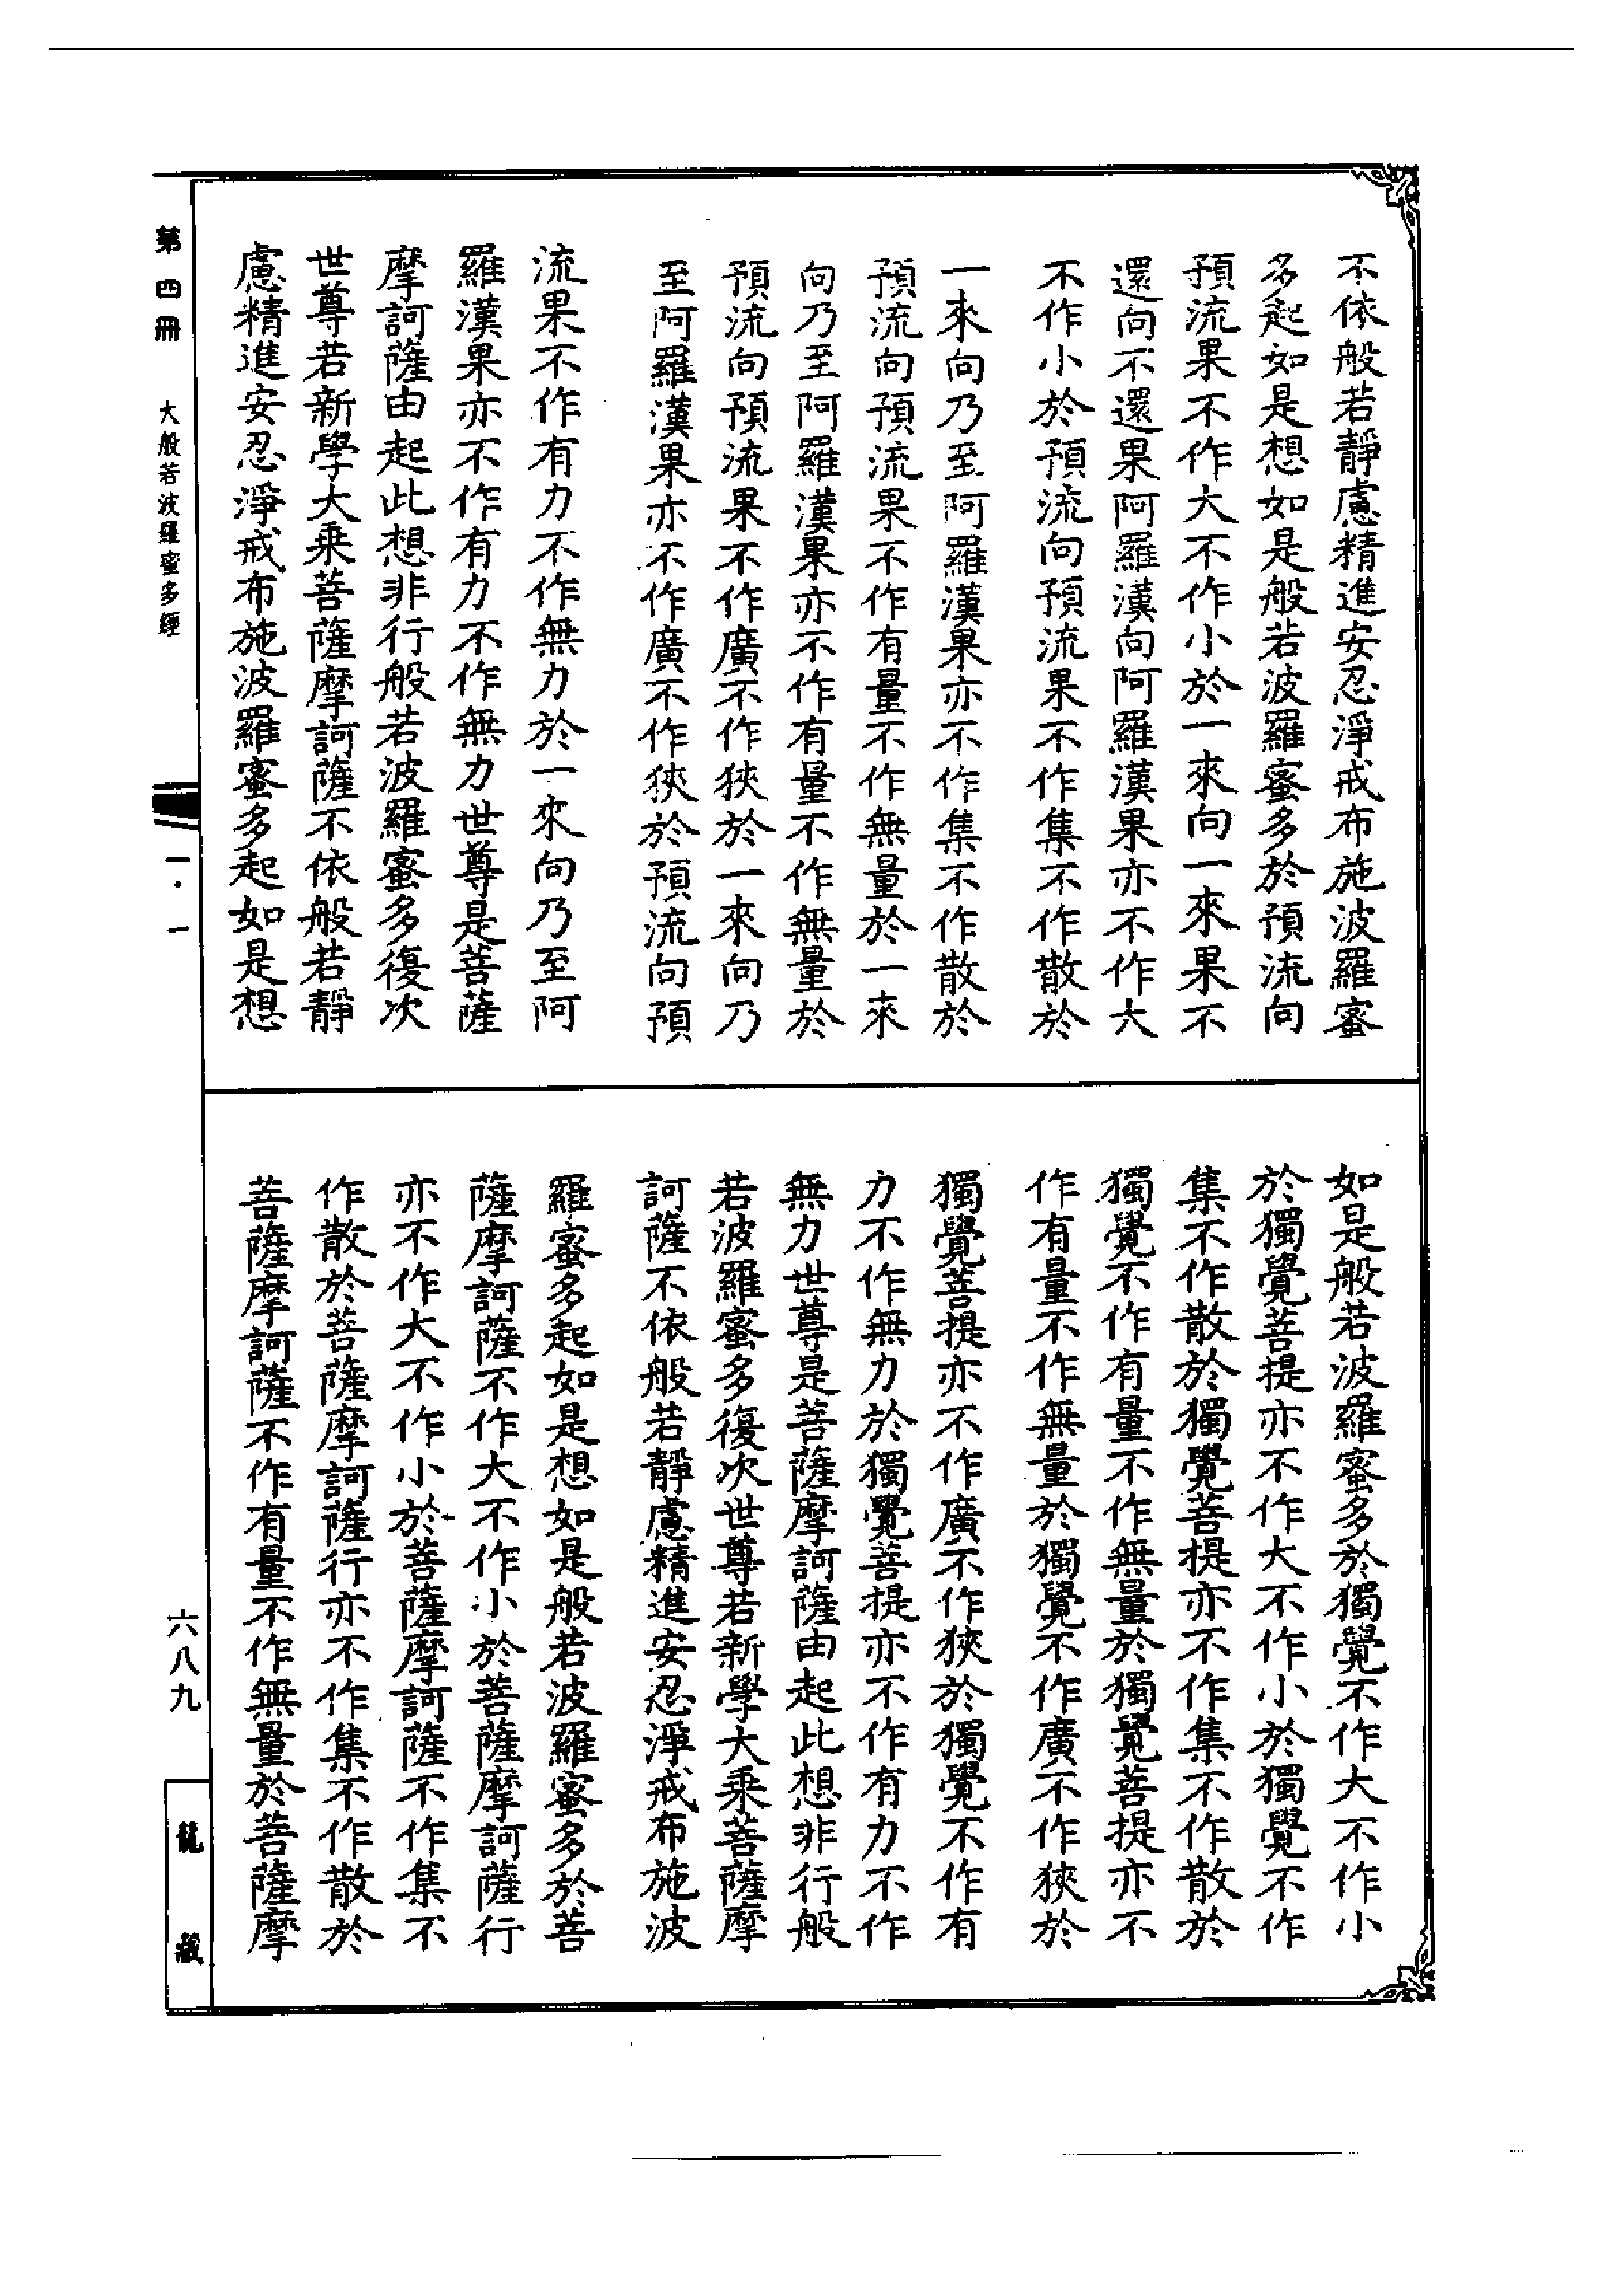 不依般若靜慮精進安忍淨戒布施波羅蜜
多起如是想如是般若波羅蜜多於預流向
預流果不作大不作小於一來向一來果不
還向不還果阿羅漢向阿羅漢果亦不作大
不作小於預流向預流果不作集不作散於
一來向乃至阿羅漢果亦不作集不作散於
預流向預流果不作有量不作無量於一來
向乃至阿羅漢果亦不作有量不作無量於
預流向預流果不作廣不作狹於一來向乃
至阿羅漢果亦不作廣不作狹於預流向預
流果不作有力不作無力於一來向乃至阿
羅漢果亦不作有力不作無力世尊是菩薩
摩訶薩由起此想非行般若波羅蜜多復次
世尊若新學大乘菩薩摩訶薩不依般若靜
慮精進安忍淨戒布施波羅蜜多起如是想
如是般若波羅蜜多於獨覺不作大不作小
於獨覺菩提亦不作大不作小於獨覺不作
集不作散於獨覺菩提亦不作集不作散於
獨覺不作有量不作無量於獨覺菩提亦不
作有量不作無量於獨覺不作廣不作狹於
獨覺菩提亦不作廣不作狹於獨覺不作有
力不作無力於獨覺菩提亦不作有力不作
無力世尊是菩薩摩訶薩由起此想非行般
若波羅蜜多復次世尊若新學大乘菩薩摩
訶薩不依般若靜慮精進安忍淨戒布施波
羅蜜多起如是想如是般若波羅蜜多於菩
薩摩訶薩不作大不作小於菩薩摩訶薩行
亦不作大不作小於菩薩摩訶薩不作集不
作散於菩薩摩訶薩行亦不作集不作散於
菩薩摩訶薩不作有量不作無量於菩薩摩
第四冊 大般若波羅蜜多經 一·一
六八九
龍藏